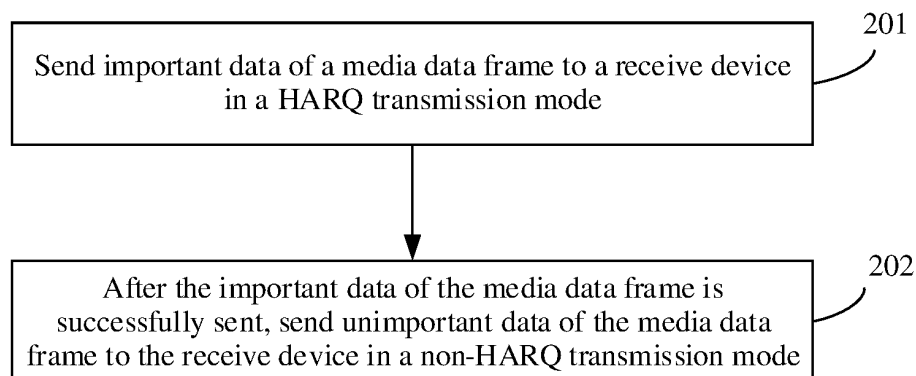 201
Send important data of a media data frame to a receive device
in a HARQ transmission mode
202
After the important data of the media data frame is
successfully sent, send unimportant data of the media data
frame to the receive device in a non-HARQ transmission mode